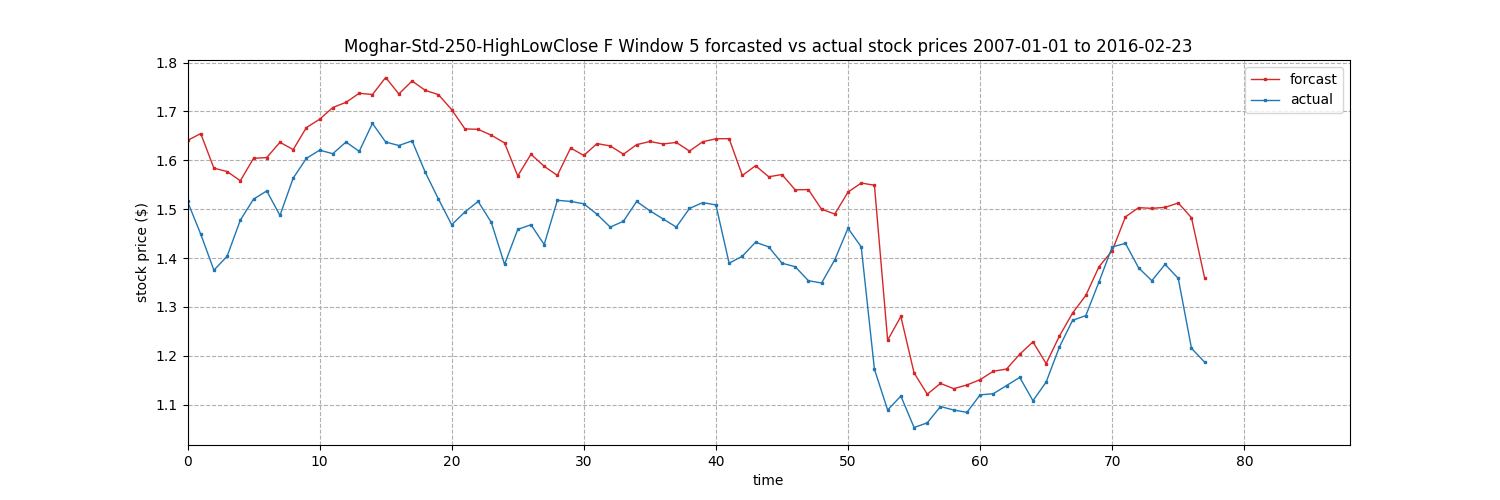 Moghar-Std-250-HighLowClose F Window 5 forcasted vs actual stock prices 2007-01-01 to 2016-02-23
forcast
actual
stock price ($)
1.8
1.7
1.6
1.5
1.4
1.3
1.2
1.1
0 10 20 30 40 50 60 70 80
time